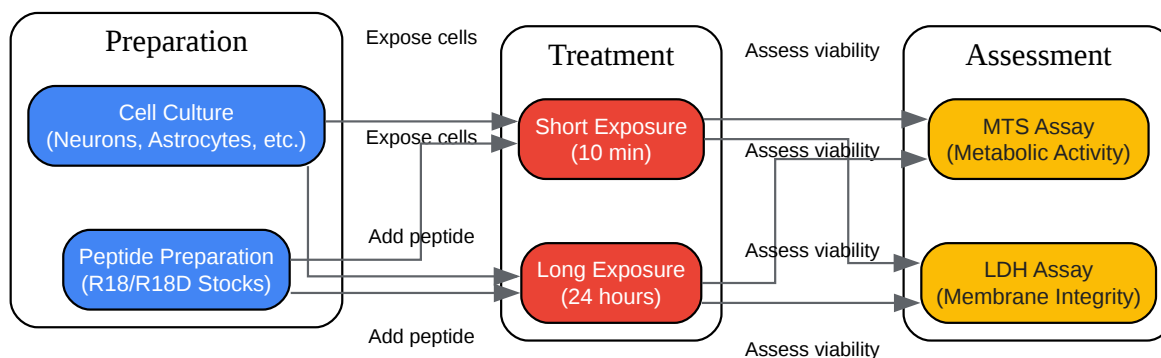 Preparation
Cell Culture
(Neurons, Astrocytes, etc.)
Peptide Preparation
(R18/R18D Stocks)
Expose cells
Expose cells
Add peptide
Add peptide
Treatment
Short Exposure
(10 min)
Long Exposure
(24 hours)
Assess viability
Assess viability
Assess viability
Assess viability
Assessment
MTS Assay
(Metabolic Activity)
LDH Assay
(Membrane Integrity)